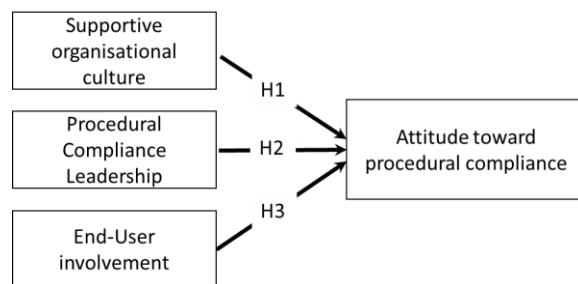 Supportive
organisational
culture
H1
Procedural
Compliance
Leadership
H2
Attitude toward
procedural compliance
H3
End-User
involvement